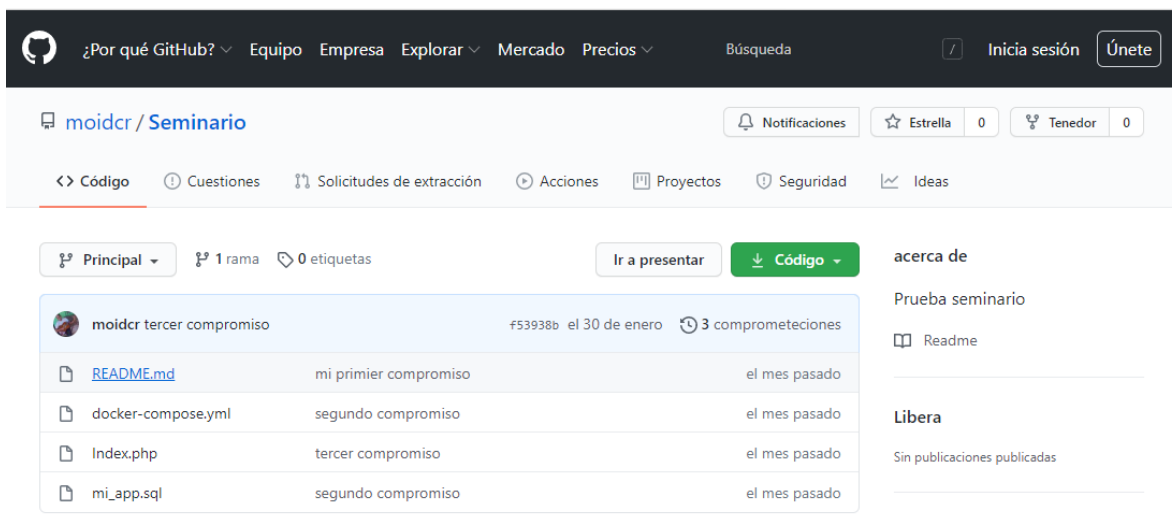 ¿Por qué GitHub? Equipo Empresa Explorar Mercado Precios Búsqueda / Inicia sesión Únete
moidcr / Seminario Notificaciones Estrella 0 Tenedor 0
<> Código Cuestiones Solicitudes de extracción Acciones Proyectos Seguridad Ideas
Principal 1 rama 0 etiquetas Ir a presentar Código
moidcr tercer compromiso f53938b el 30 de enero 3 comprometeciones
README.md mi primier compromiso el mes pasado
docker-compose.yml segundo compromiso el mes pasado
Index.php tercer compromiso el mes pasado
mi_app.sql segundo compromiso el mes pasado
acerca de
Prueba seminario
Readme
Libera
Sin publicaciones publicadas